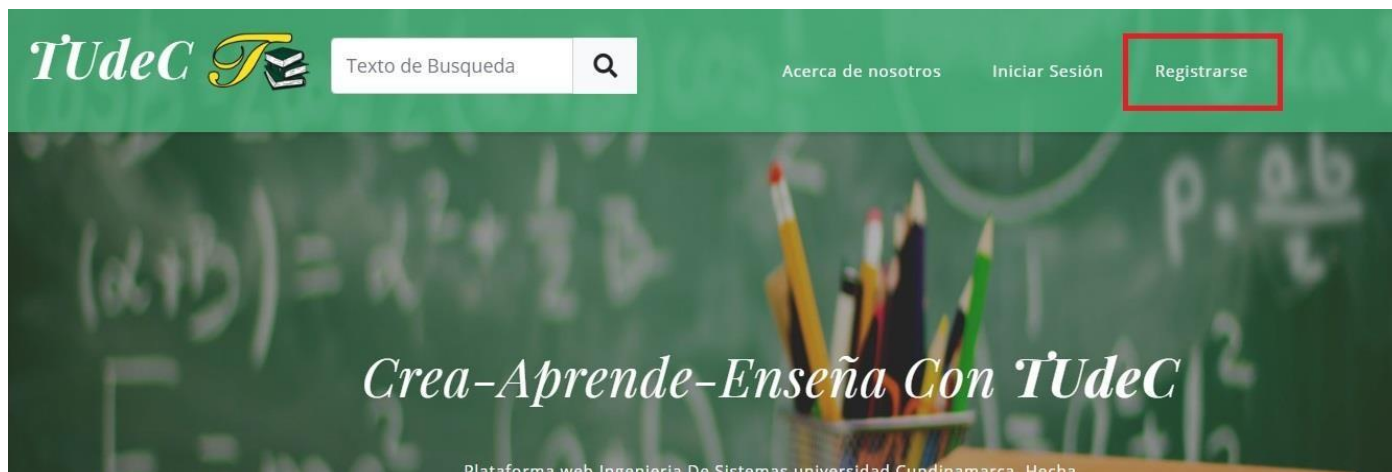 TUdeC
Texto de Busqueda
Acerca de nosotros
Iniciar Sesión
Registrarse
Crea-Aprende-Enseña Con TUdeC
Plataforma web Ingenieria De Sistemas universidad Cundinamarca. Hecha